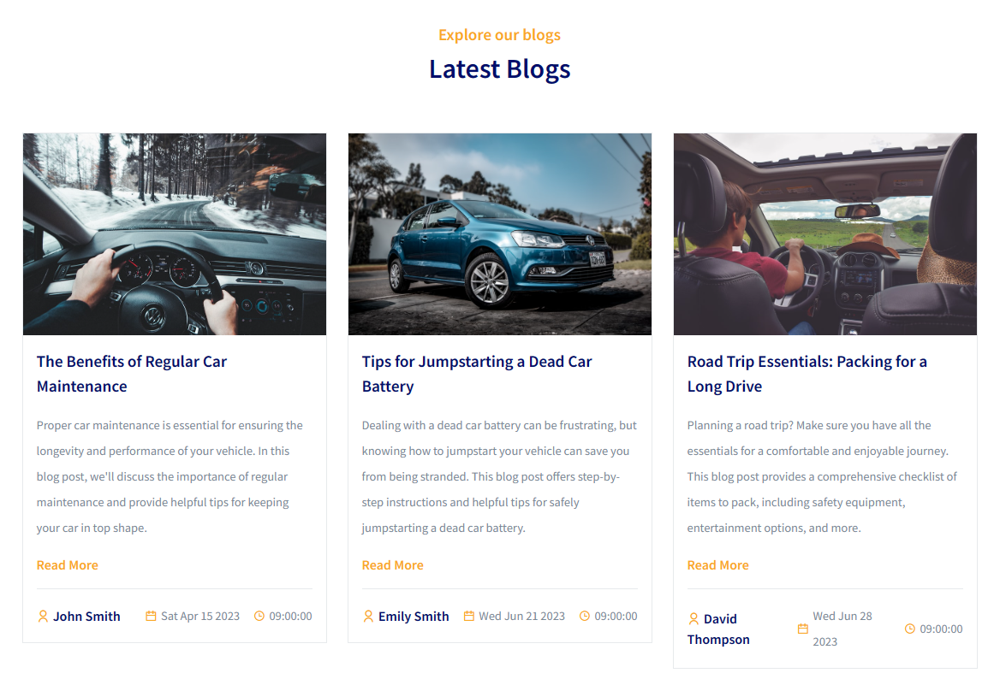 Explore our blogs
Latest Blogs
The Benefits of Regular Car
Maintenance
Proper car maintenance is essential for ensuring the
longevity and performance of your vehicle. In this
blog post, we'll discuss the importance of regular
maintenance and provide helpful tips for keeping
your car in top shape.
Read More
John Smith Sat Apr 15 2023 09:00:00
Tips for Jumpstarting a Dead Car
Battery
Dealing with a dead car battery can be frustrating, but
knowing how to jumpstart your vehicle can save you
from being stranded. This blog post offers step-by-
step instructions and helpful tips for safely
jumpstarting a dead car battery.
Read More
Emily Smith Wed Jun 21 2023 09:00:00
Road Trip Essentials: Packing for a
Long Drive
Planning a road trip? Make sure you have all the
essentials for a comfortable and enjoyable journey.
This blog post provides a comprehensive checklist of
items to pack, including safety equipment,
entertainment options, and more.
Read More
David
Thompson
Wed Jun 28
2023
09:00:00